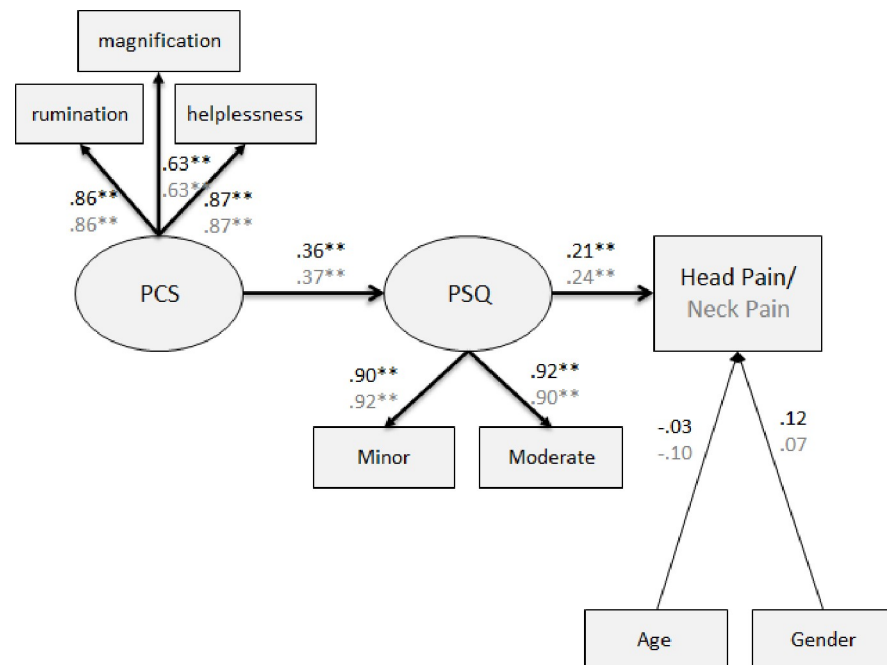 magnification
rumination
helplessness
.63**
.63**
.86**
.86**
.87**
.87**
PCS
.36**
.37**
PSQ
.21**
.24**
Head Pain/
Neck Pain
.90**
.92**
.92**
.90**
Minor
Moderate
-.03
-.10
.12
.07
Age
Gender